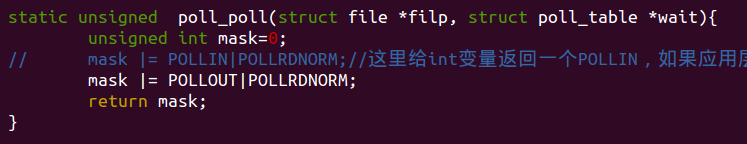 static unsigned  poll_poll(struct file *filp, struct poll_table *wait){
        unsigned int mask=0;
//      mask |= POLLIN|POLLRDNORM;//这里给int变量返回一个POLLIN，如果应用层
        mask |= POLLOUT|POLLRDNORM;
        return mask;
}